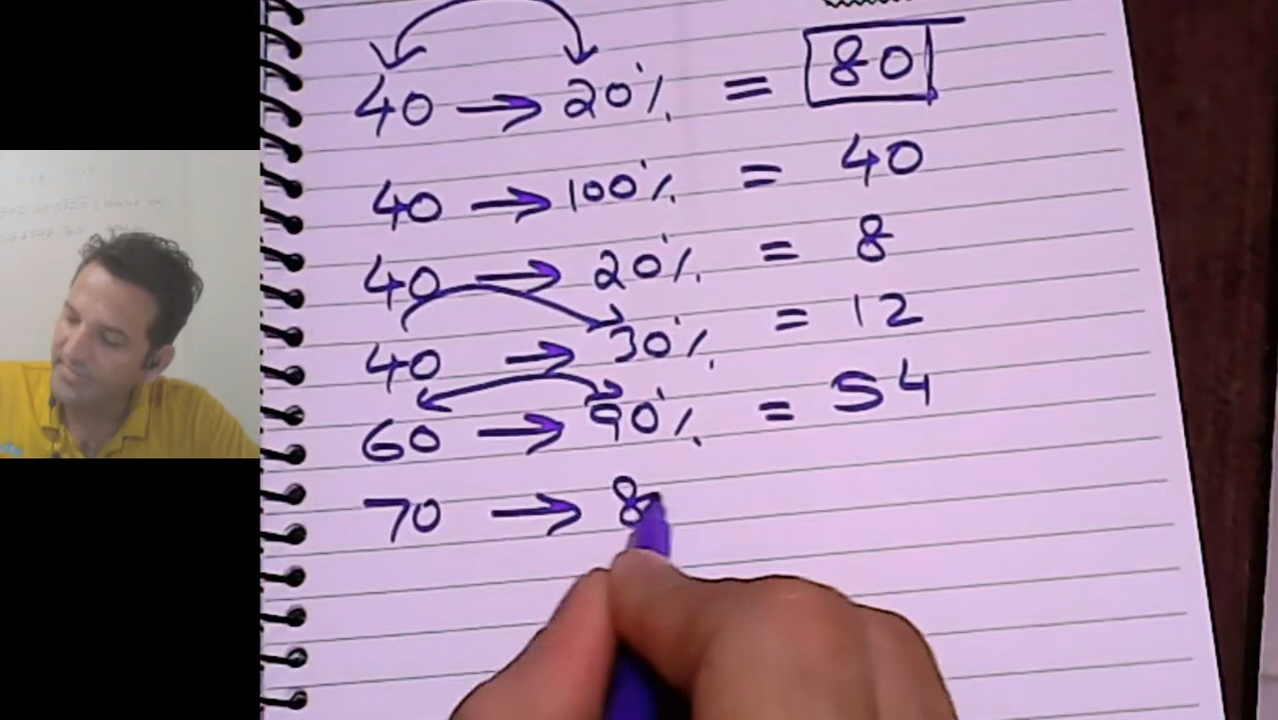 40 → 20% = 80
40 → 100% = 40
40 → 20% = 8
40 → 30% = 12
60 → 90% = 54
70 → 8